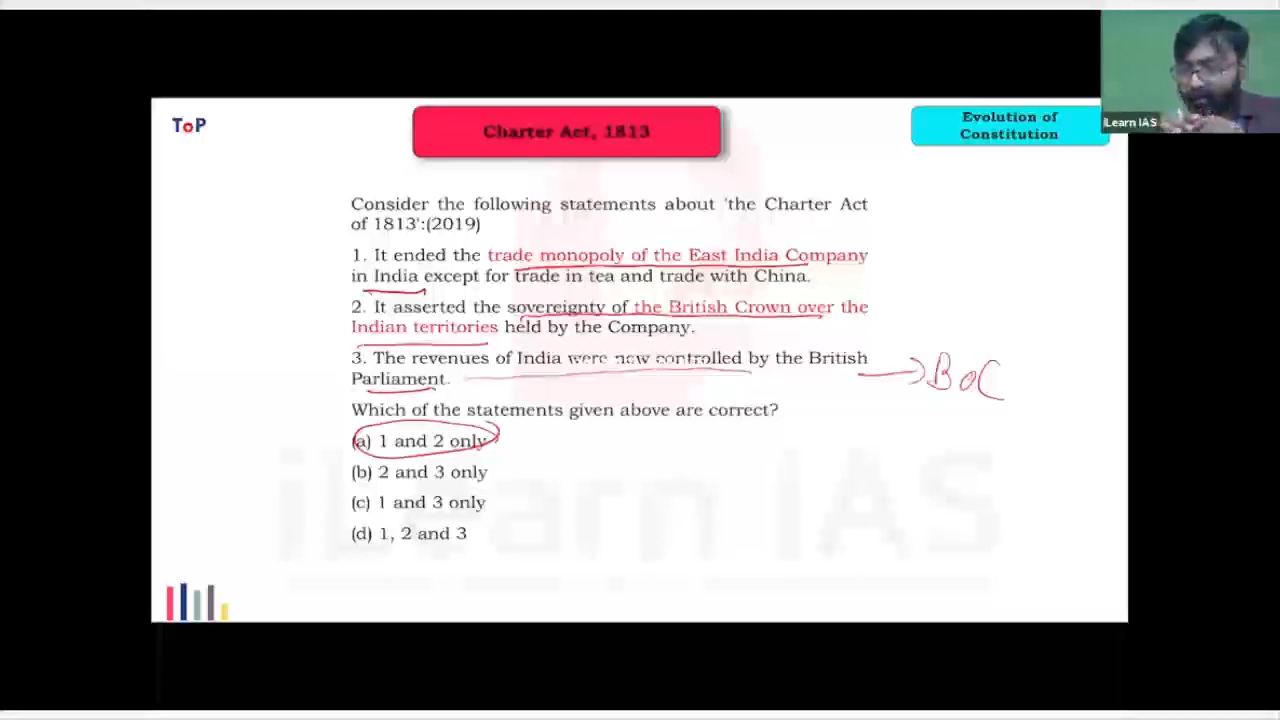 ToP
Charter Act, 1813
Evolution of
Constitution
iLearn IAS
Consider the following statements about 'the Charter Act
of 1813':(2019)
1. It ended the trade monopoly of the East India Company
in India except for trade in tea and trade with China.
2. It asserted the sovereignty of the British Crown over the
Indian territories held by the Company.
3. The revenues of India were now controlled by the British
Parliament.
BOC
Which of the statements given above are correct?
(a) 1 and 2 only
(b) 2 and 3 only
(c) 1 and 3 only
(d) 1, 2 and 3
iLearn IAS